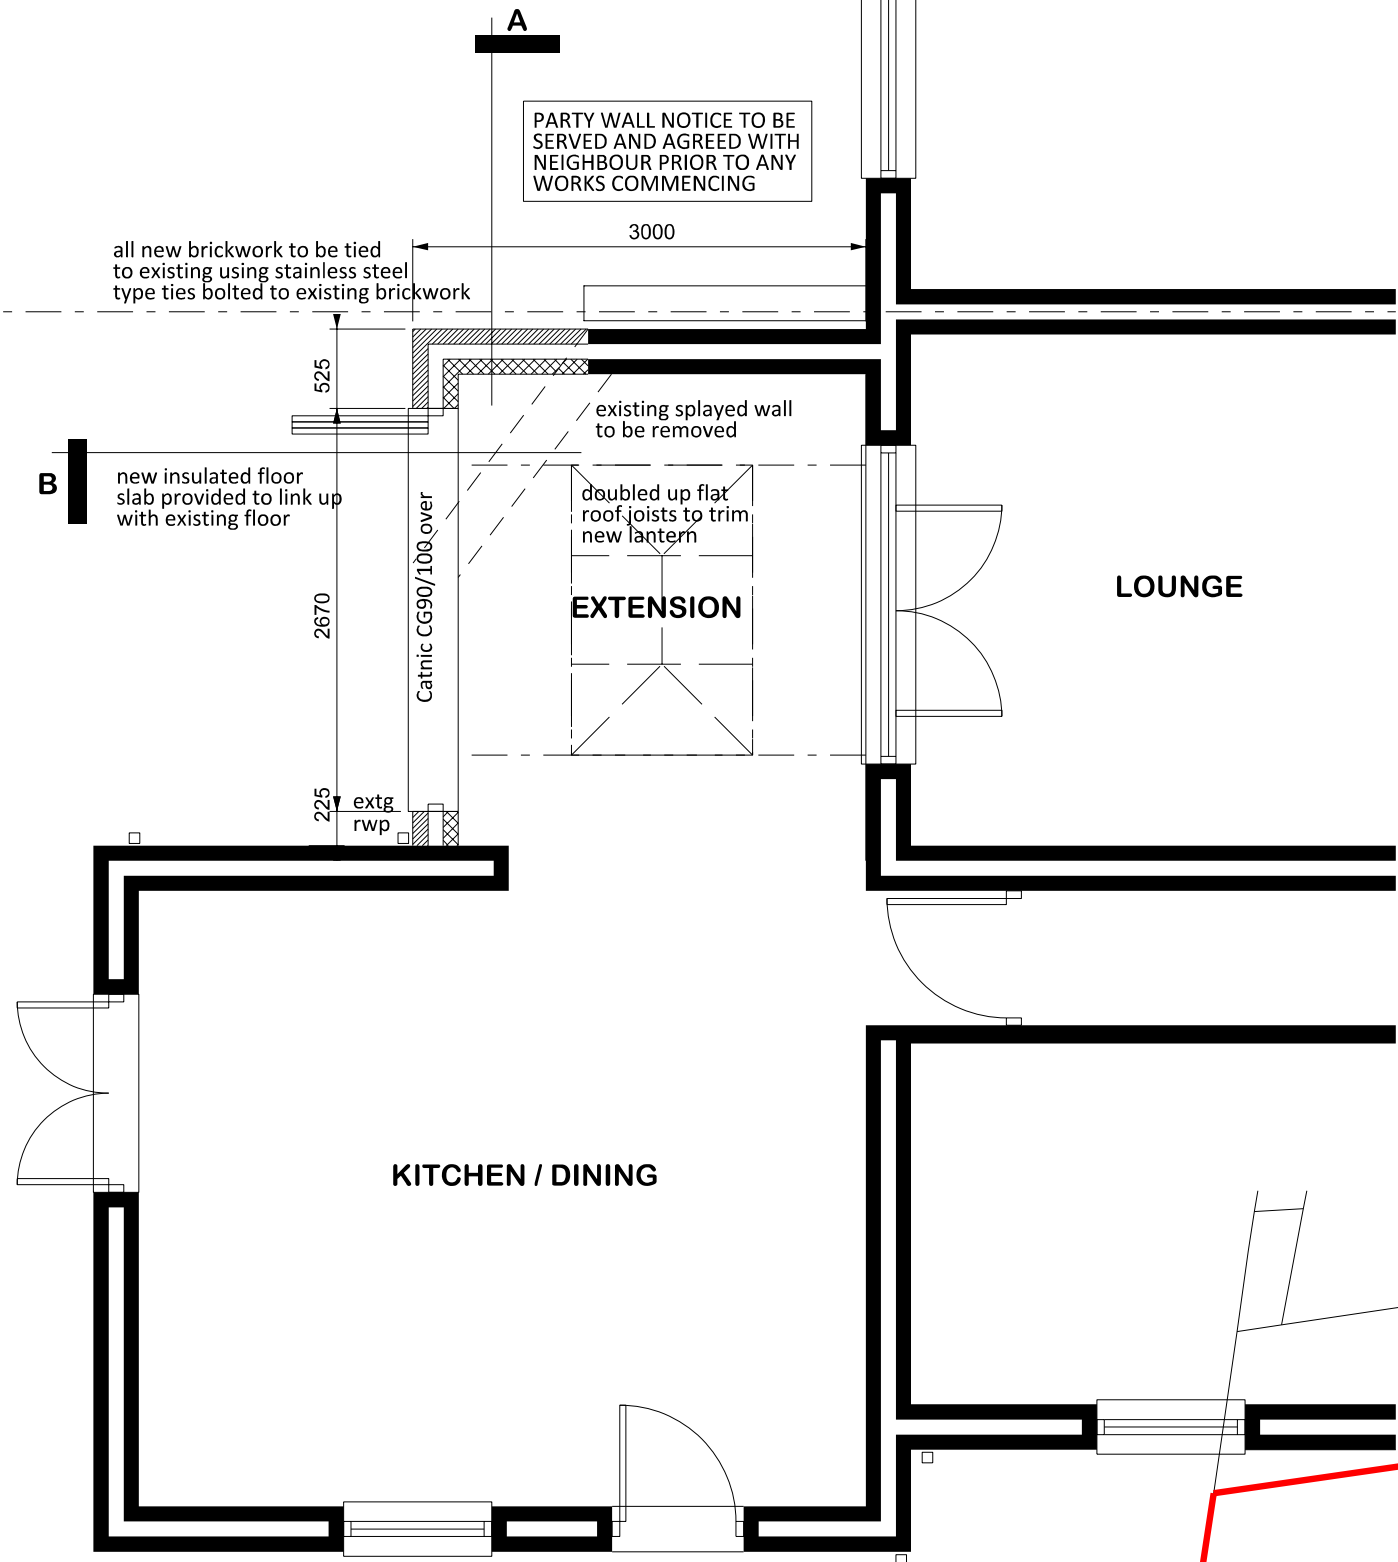 A
PARTY WALL NOTICE TO BE
SERVED AND AGREED WITH
NEIGHBOUR PRIOR TO ANY
WORKS COMMENCING
3000
all new brickwork to be tied
to existing using stainless steel
type ties bolted to existing brickwork
525
existing splayed wall
to be removed
B
new insulated floor
slab provided to link up
with existing floor
doubled up flat
roof joists to trim
new lantern
Catnic CG90/100 over
2670
EXTENSION
LOUNGE
225
extg
rwp
KITCHEN / DINING